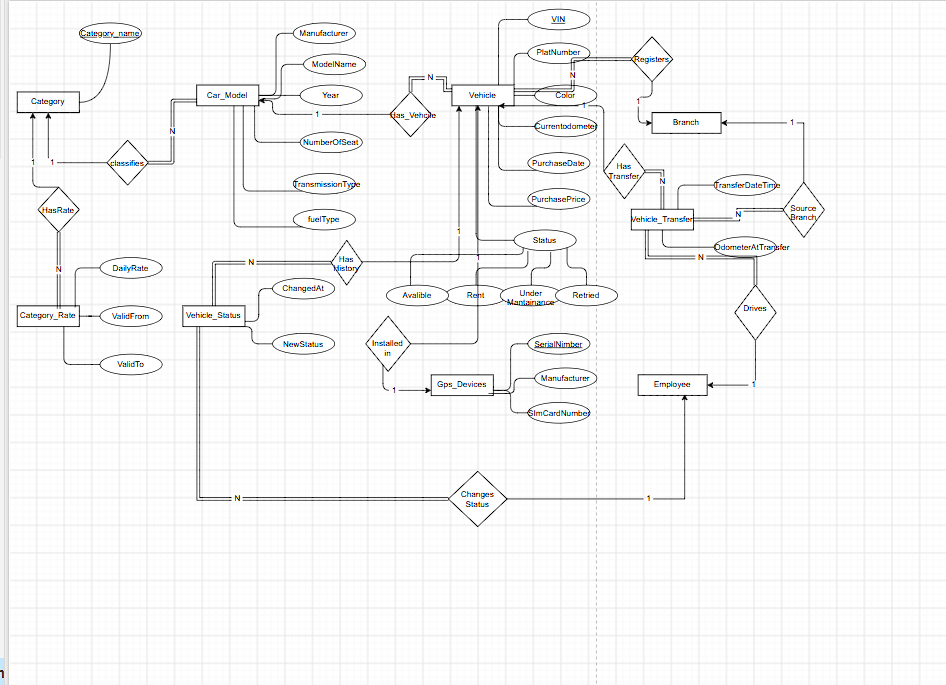 VIN
Category_name
Manufacturer
PlatNumber
Registers
ModelName
N
N
Category
Car_Model
Year
Vehicle
Color
1
1
1
Has_Vehcile
Branch
1
N
Currentodometer
NumberOfSeat
1
1
classifies
PurchaseDate
Has
Transfer
N
TransmissionType
TransferDateTime
PurchasePrice
HasRate
Source
Branch
fuelType
Vehicle_Transfer
N
1
Status
OdometerAtTransfer
N
1
Has
History
N
N
DailyRate
ChangedAt
Avalible
Rent
Under
Mantainance
Retried
Drives
Category_Rate
ValidFrom
Vehicle_Status
NewStatus
Installed
in
SerialNimber
ValidTo
Manufacturer
1
Gps_Devices
Employee
1
SImCardNumber
N
Changes
Status
1